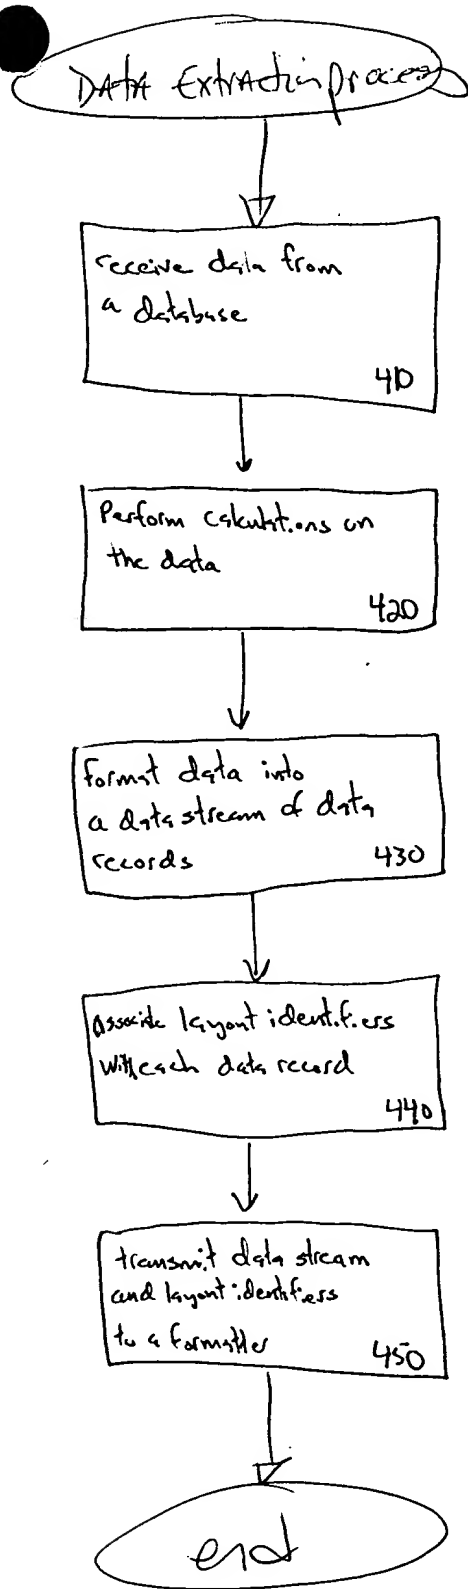 DATA Extraction process
receive data from
a database
410
Perform calculations on
the data
420
format data into
a data stream of data
records 430
associate layout identifiers
with each data record
440
transmit data stream
and layout identifiers
to a formatter 450
end